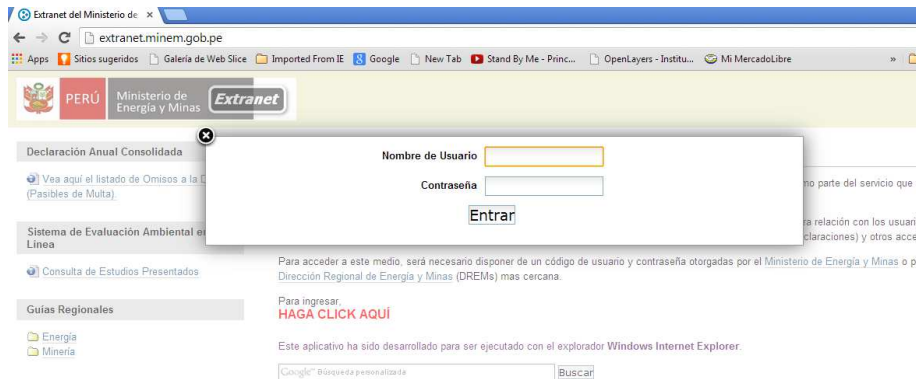 Extranet del Ministerio de
extranet.minem.gob.pe
Apps Sitios sugeridos Galería de Web Slice Imported From IE Google New Tab Stand By Me - Princ... OpenLayers - Institu... Mi MercadoLibre »
PERÚ
Ministerio de
Energía y Minas
Extranet
Nombre de Usuario
Contraseña
Entrar
Declaración Anual Consolidada
Vea aquí el listado de Omisos a la
(Pasibles de Multa).
Sistema de Evaluación Ambiental en
Linea
Consulta de Estudios Presentados
Guías Regionales
Energía
Minería
mo parte del servicio que
ra relación con los
claraciones) y otros
Para acceder a este medio, será necesario disponer de un código de usuario y contraseña otorgadas por el Ministerio de Energía y Minas o
Dirección Regional de Energía y Minas (DREMs) mas cercana.
Para ingresar,
HAGA CLICK AQUÍ
Este aplicativo ha sido desarrollado para ser ejecutado con el explorador Windows Internet Explorer.
Google™ Búsqueda personalizada
Buscar